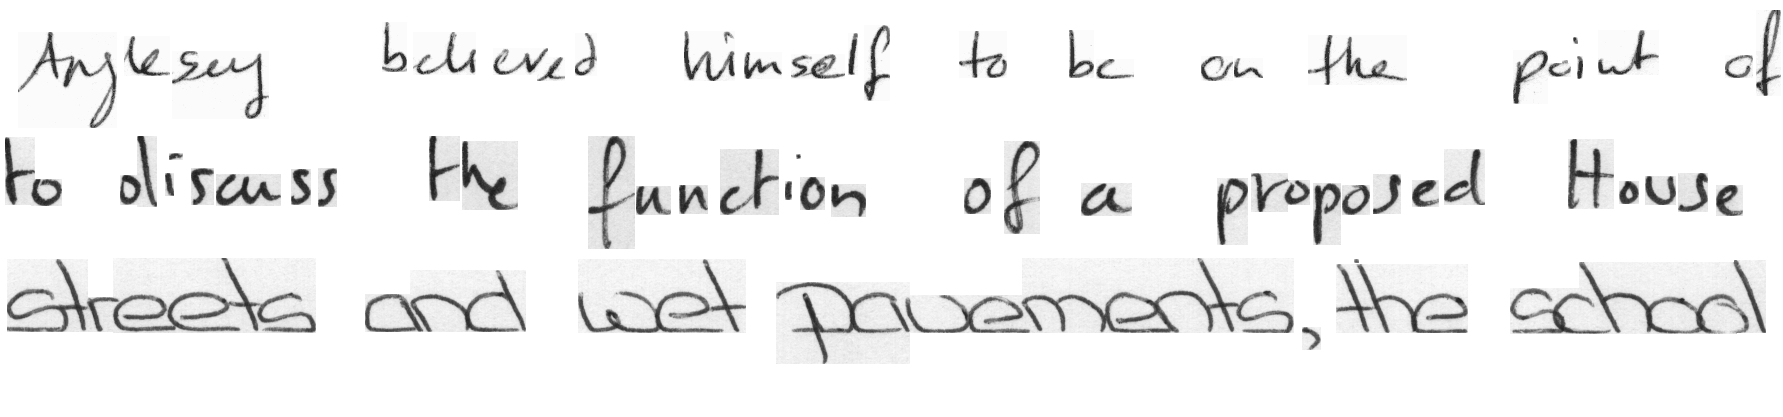 Anglesey believed himself to be on the point of
to discuss the function of a proposed House
streets and wet pavements, the school